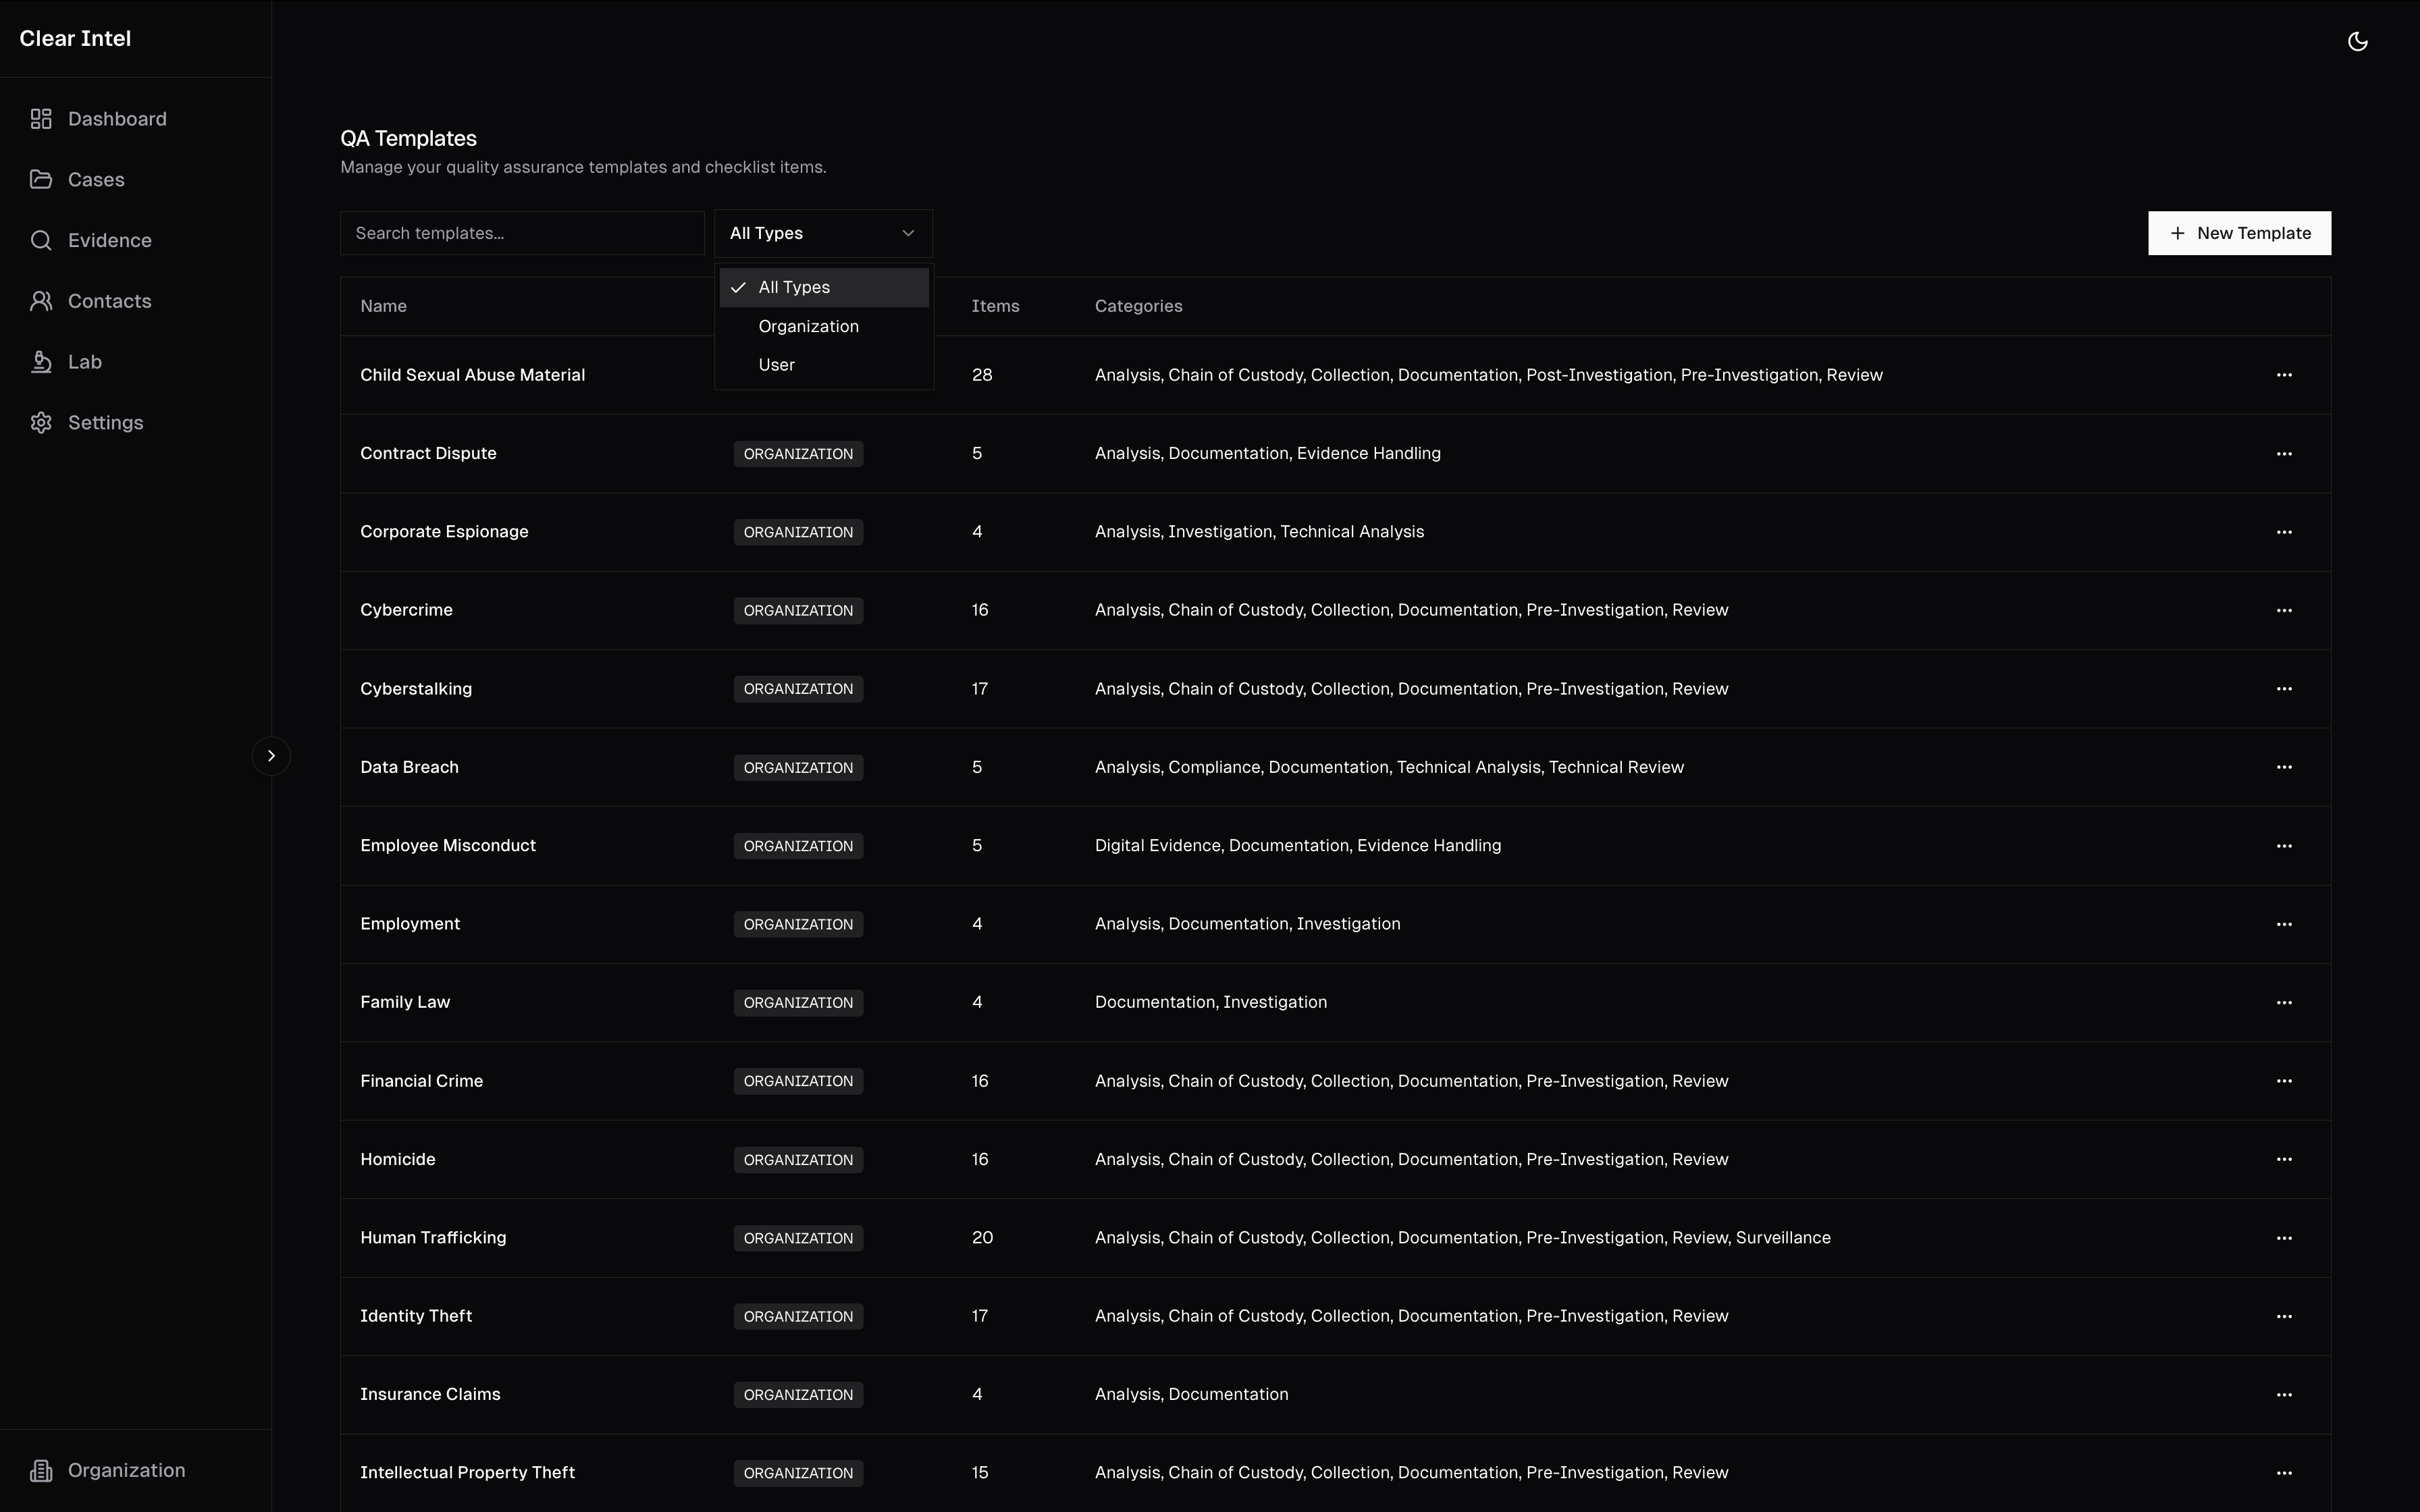 Clear Intel
Dashboard
Cases
Evidence
Contacts
Lab
Settings
Organization
QA Templates
Manage your quality assurance templates and checklist items.
Search templates...
All Types
New Template
All Types
Organization
User
Name Items Categories
Child Sexual Abuse Material 28 Analysis, Chain of Custody, Collection, Documentation, Post-Investigation, Pre-Investigation, Review
Contract Dispute ORGANIZATION 5 Analysis, Documentation, Evidence Handling
Corporate Espionage ORGANIZATION 4 Analysis, Investigation, Technical Analysis
Cybercrime ORGANIZATION 16 Analysis, Chain of Custody, Collection, Documentation, Pre-Investigation, Review
Cyberstalking ORGANIZATION 17 Analysis, Chain of Custody, Collection, Documentation, Pre-Investigation, Review
Data Breach ORGANIZATION 5 Analysis, Compliance, Documentation, Technical Analysis, Technical Review
Employee Misconduct ORGANIZATION 5 Digital Evidence, Documentation, Evidence Handling
Employment ORGANIZATION 4 Analysis, Documentation, Investigation
Family Law ORGANIZATION 4 Documentation, Investigation
Financial Crime ORGANIZATION 16 Analysis, Chain of Custody, Collection, Documentation, Pre-Investigation, Review
Homicide ORGANIZATION 16 Analysis, Chain of Custody, Collection, Documentation, Pre-Investigation, Review
Human Trafficking ORGANIZATION 20 Analysis, Chain of Custody, Collection, Documentation, Pre-Investigation, Review, Surveillance
Identity Theft ORGANIZATION 17 Analysis, Chain of Custody, Collection, Documentation, Pre-Investigation, Review
Insurance Claims ORGANIZATION 4 Analysis, Documentation
Intellectual Property Theft ORGANIZATION 15 Analysis, Chain of Custody, Collection, Documentation, Pre-Investigation, Review